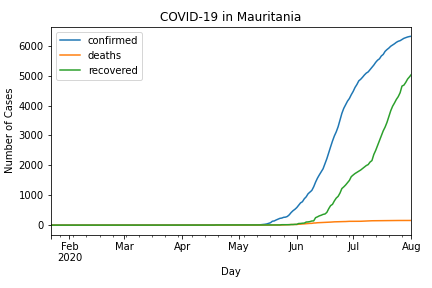 COVID-19 in Mauritania
confirmed
deaths
recovered
Number of Cases
6000
5000
4000
3000
2000
1000
0
Feb Mar Apr May Jun Jul Aug
2020
Day